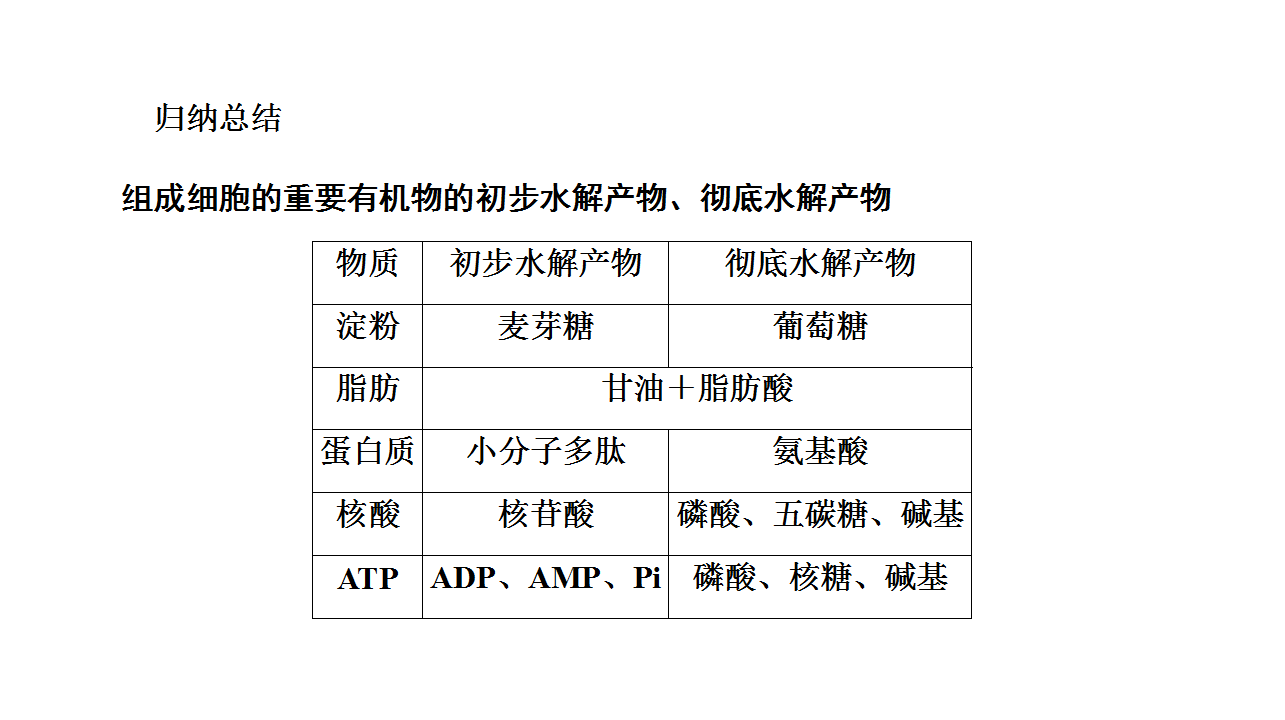 归纳总结
组成细胞的重要有机物的初步水解产物、彻底水解产物
物质 初步水解产物 彻底水解产物
淀粉 麦芽糖 葡萄糖
脂肪 甘油＋脂肪酸
蛋白质 小分子多肽 氨基酸
核酸 核苷酸 磷酸、五碳糖、碱基
ATP ADP、AMP、Pi 磷酸、核糖、碱基